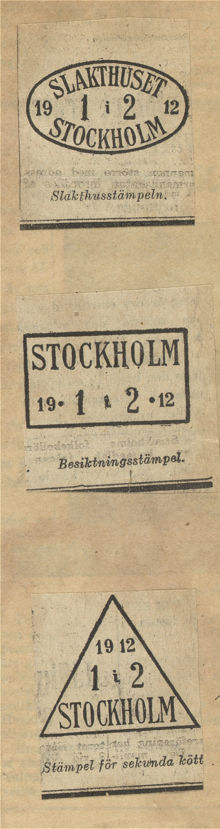 SLAKTHUSET
19 1 i 2 12
STOCKHOLM
Slakthusstämpeln.
STOCKHOLM
19• 1 i 2 •12
Besiktningsstämpel.
19 12
1 i 2
STOCKHOLM
Stämpel för sekunda kött